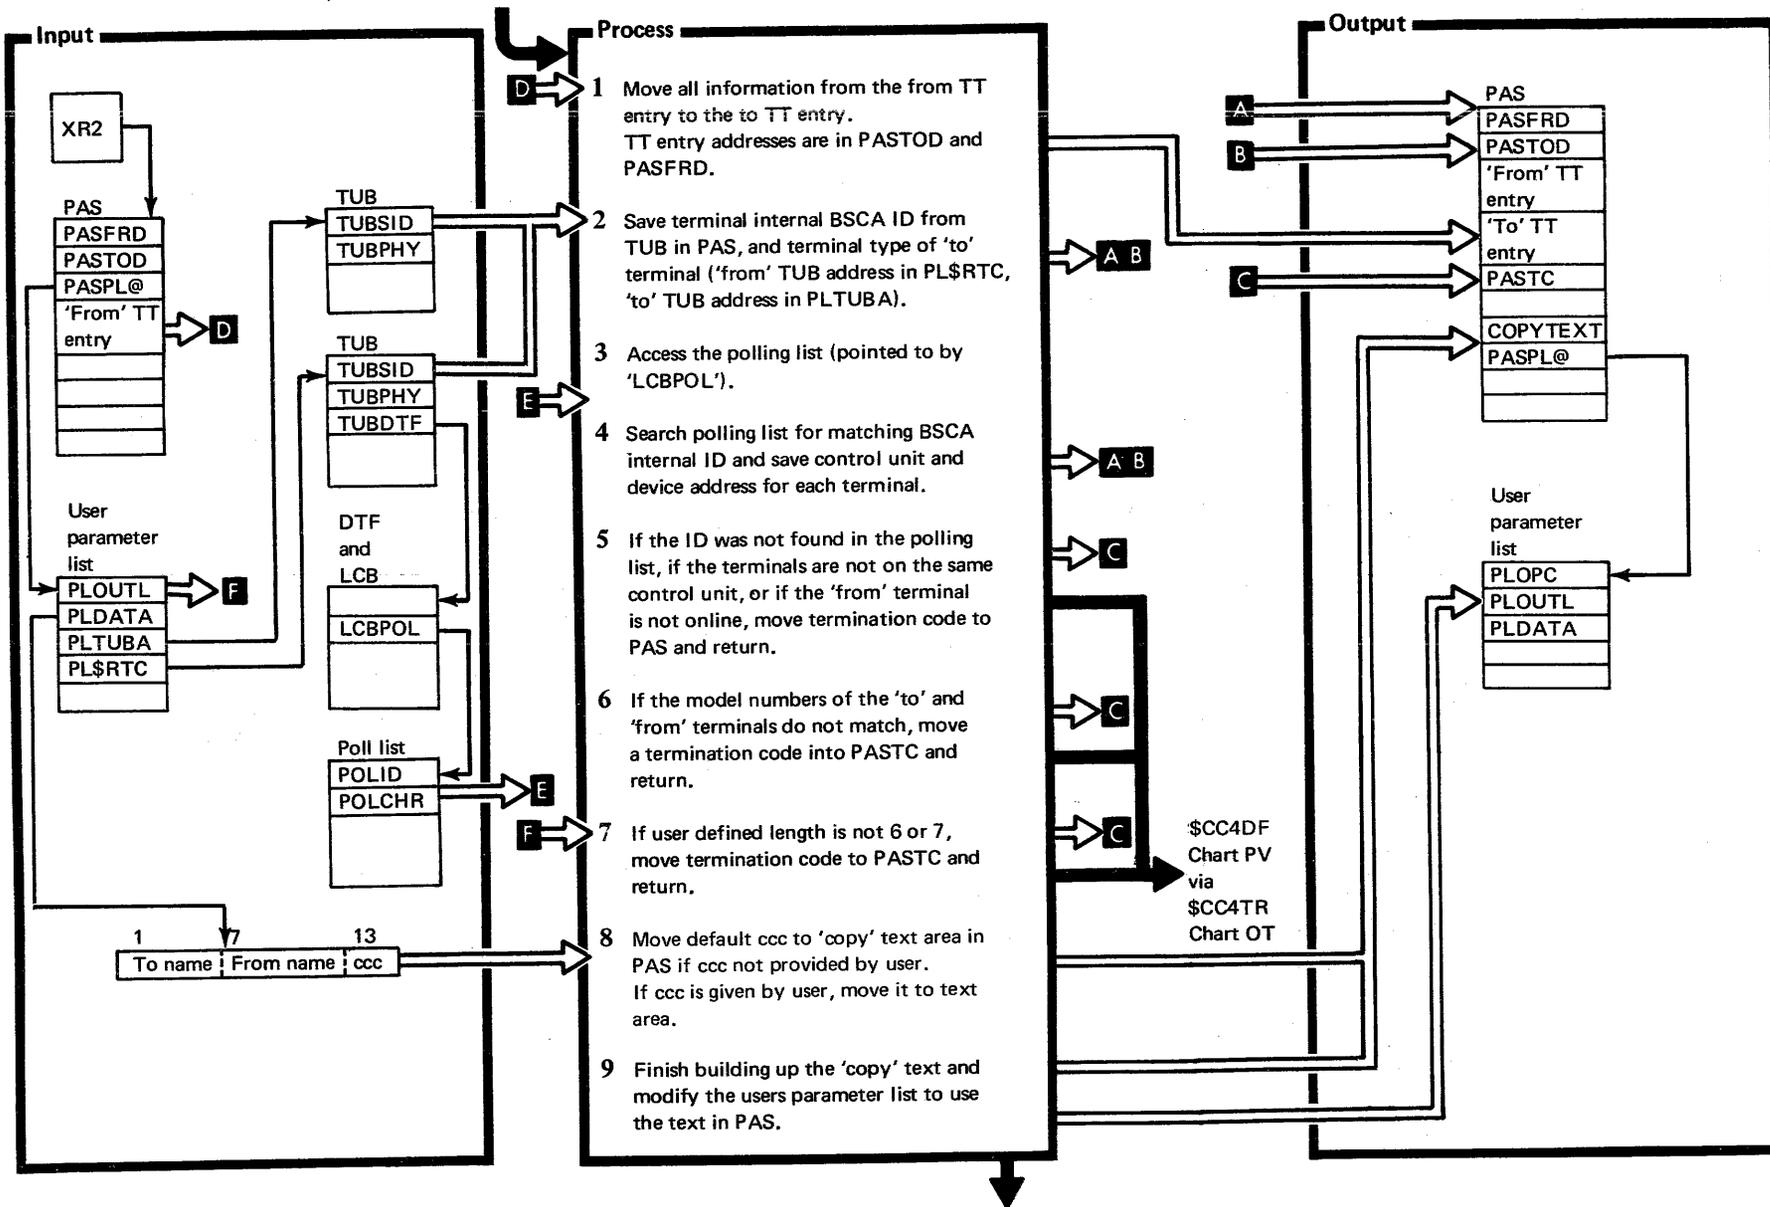 Input
XR2
PAS
PASFRD
PASTOD
PASPL@
‘From’ TT
entry
D
User
parameter
list
PLOUTL
F
PLDATA
PLTUBA
PL$RTC
1 7 13
To name From name ccc
TUB
TUBSID
TUBPHY
TUB
TUBSID
TUBPHY
TUBDTF
DTF
and
LCB
LCBPOL
Poll list
POLID
POLCHR
E
Process
D
1 Move all information from the from TT
entry to the to TT entry.
TT entry addresses are in PASTOD and
PASFRD.
2 Save terminal internal BSCA ID from
TUB in PAS, and terminal type of ‘to’
terminal (‘from’ TUB address in PL$RTC,
‘to’ TUB address in PLTUBA).
A B
3 Access the polling list (pointed to by
‘LCBPOL’).
E
4 Search polling list for matching BSCA
internal ID and save control unit and
device address for each terminal.
A B
5 If the ID was not found in the polling
list, if the terminals are not on the same
control unit, or if the ‘from’ terminal
is not online, move termination code to
PAS and return.
C
6 If the model numbers of the ‘to’ and
‘from’ terminals do not match, move
a termination code into PASTC and
return.
C
F
7 If user defined length is not 6 or 7,
move termination code to PASTC and
return.
C
8 Move default ccc to ‘copy’ text area in
PAS if ccc not provided by user.
If ccc is given by user, move it to text
area.
9 Finish building up the ‘copy’ text and
modify the users parameter list to use
the text in PAS.
$CC4DF
Chart PV
via
$CC4TR
Chart OT
Output
A
B
C
PAS
PASFRD
PASTOD
‘From’ TT
entry
‘To’ TT
entry
PASTC
COPYTEXT
PASPL@
User
parameter
list
PLOPC
PLOUTL
PLDATA